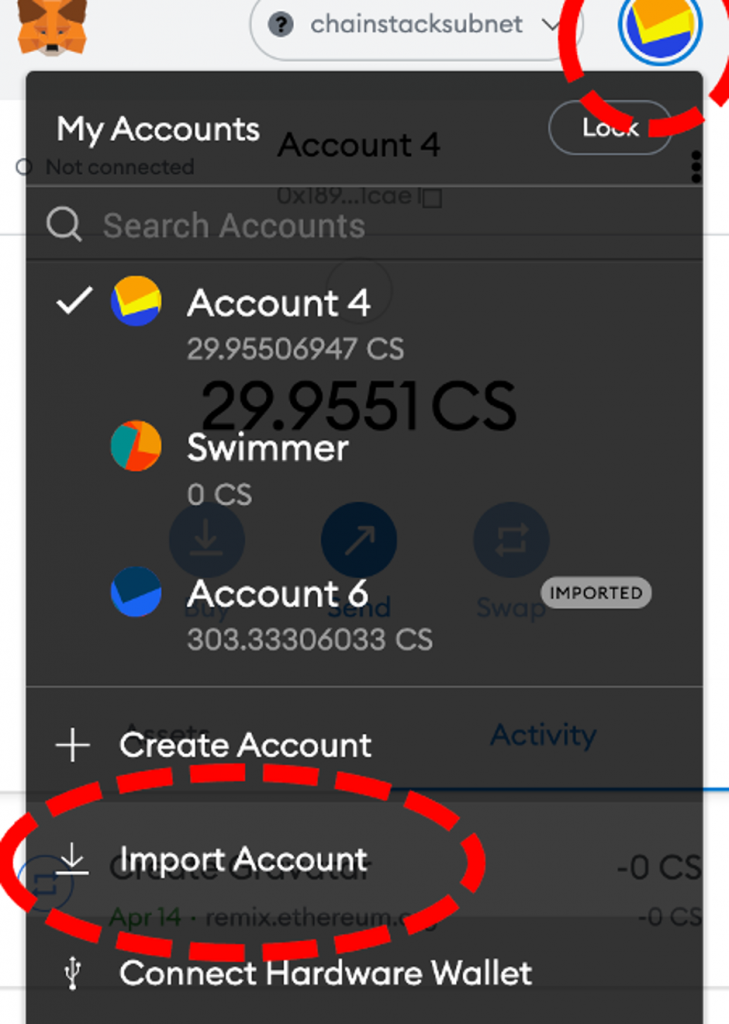 chainstacksubnet
My Accounts
Lock
Account 4
Not connected
0x189...1cae
Search Accounts
Account 4
29.95506947 CS
29.9551 CS
Swimmer
0 CS
Account 6
IMPORTED
303.33306033 CS
Buy
Send
Swap
Assets
Activity
Create Account
Import Account
Create Gravatar
-0 CS
Apr 14 · remix.ethereum.org
-0 CS
Connect Hardware Wallet